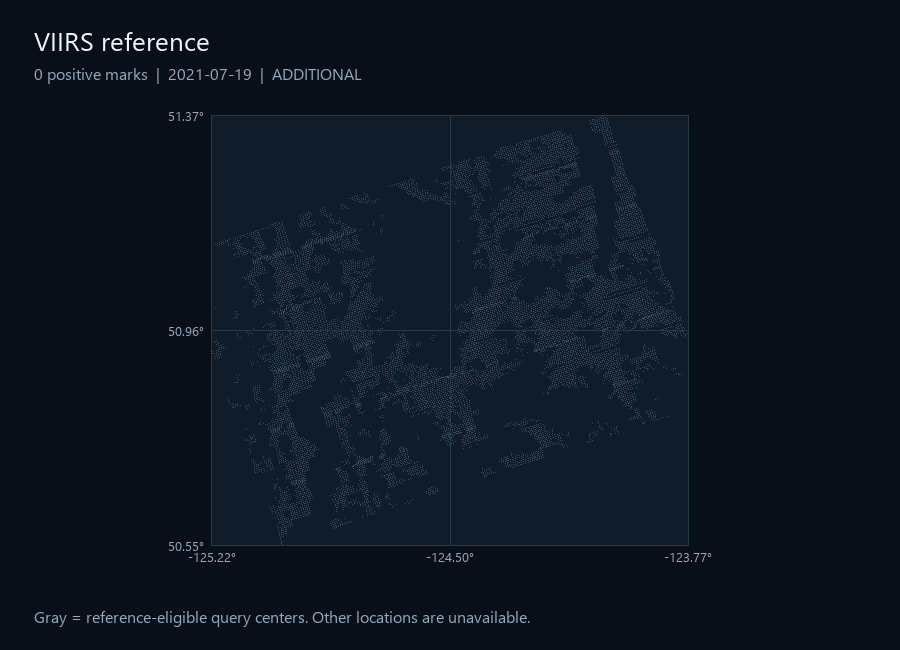 VIIRS reference
0 positive marks | 2021-07-19 | ADDITIONAL
51.37°
50.96°
50.55°
-125.22° -124.50° -123.77°
Gray = reference-eligible query centers. Other locations are unavailable.